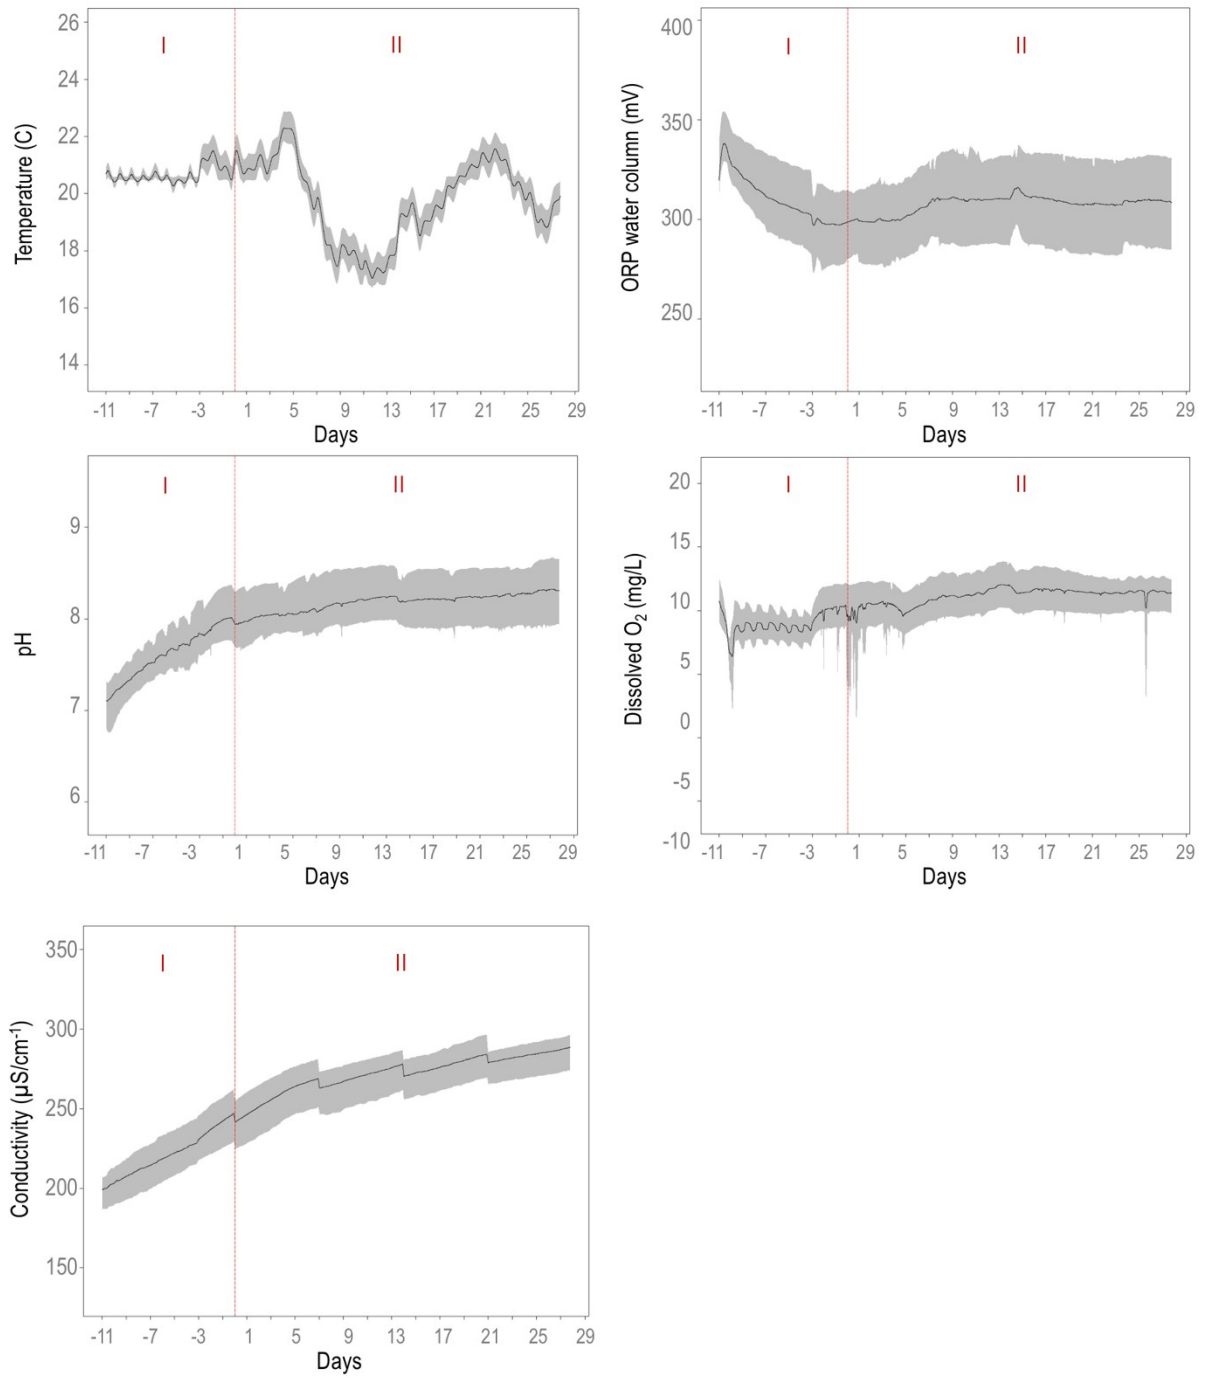 26
24
22
20
18
16
14
Temperature (C)
I
II
-11 -7 -3 1 5 9 13 17 21 25 29
Days
400
350
300
250
ORP water column (mV)
I
II
-11 -7 -3 1 5 9 13 17 21 25 29
Days
9
8
7
6
pH
I
II
-11 -7 -3 1 5 9 13 17 21 25 29
Days
20
15
10
5
0
-5
-10
Dissolved O₂ (mg/L)
I
II
-11 -7 -3 1 5 9 13 17 21 25 29
Days
350
300
250
200
150
Conductivity (µS/cm⁻¹)
I
II
-11 -7 -3 1 5 9 13 17 21 25 29
Days